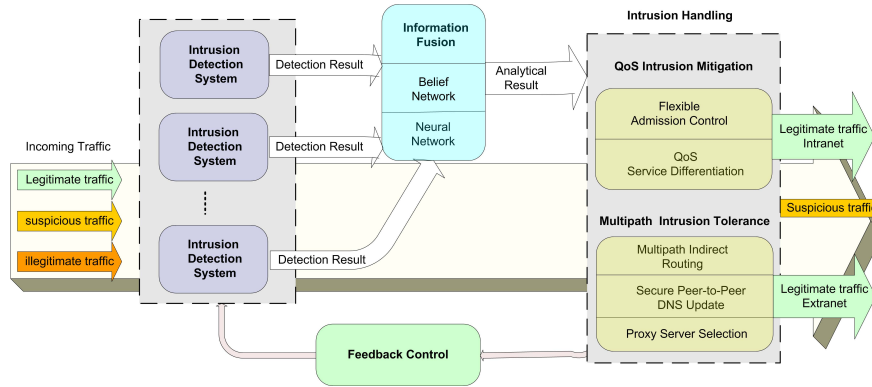 Incoming Traffic
Legitimate traffic
suspicious traffic
illegitimate traffic
Intrusion
Detection
System
Intrusion
Detection
System
Intrusion
Detection
System
Detection Result
Detection Result
Detection Result
Information
Fusion
Belief
Network
Neural
Network
Analytical
Result
Intrusion Handling
QoS Intrusion Mitigation
Flexible
Admission Control
QoS
Service Differentiation
Multipath Intrusion Tolerance
Multipath Indirect
Routing
Secure Peer-to-Peer
DNS Update
Proxy Server Selection
Legitimate traffic
Intranet
Suspicious traffic
Legitimate traffic
Extranet
Feedback Control